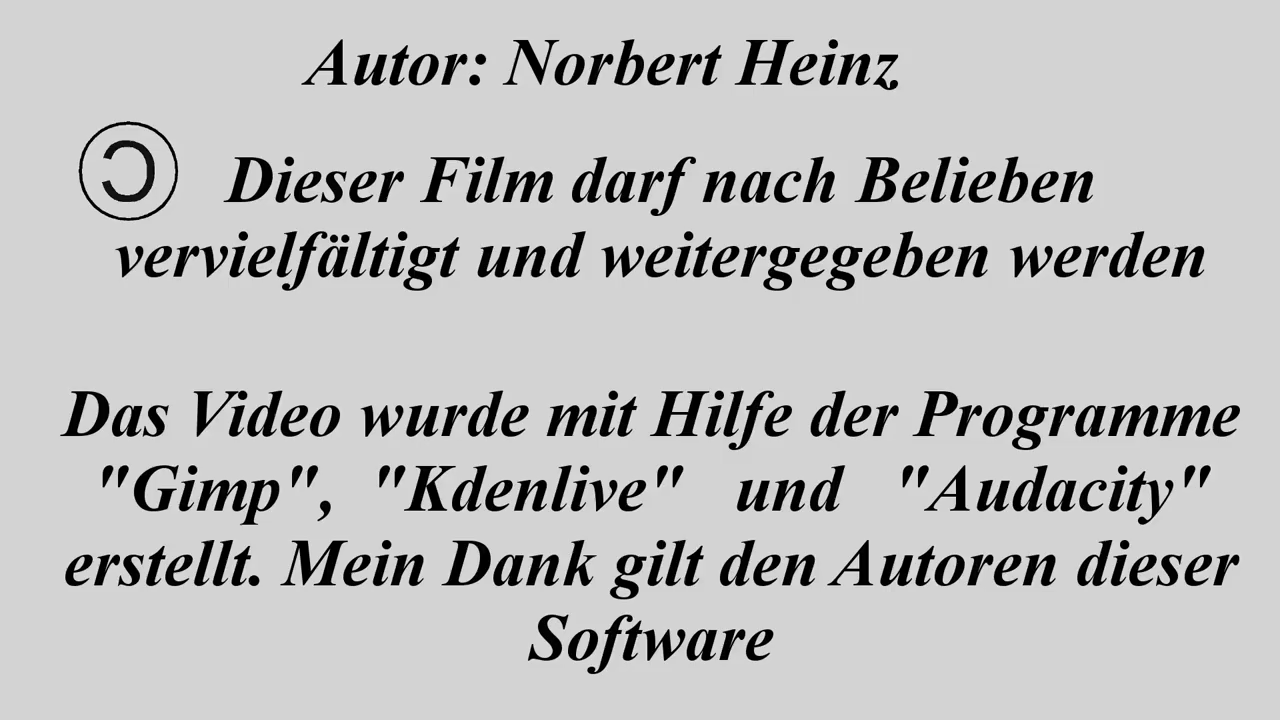 Autor: Norbert Heinz
🄯 Dieser Film darf nach Belieben
vervielfältigt und weitergegeben werden
Das Video wurde mit Hilfe der Programme
"Gimp", "Kdenlive" und "Audacity"
erstellt. Mein Dank gilt den Autoren dieser
Software